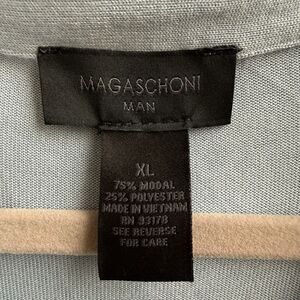 MAGASCHONI
MAN
XL
75% MODAL
25% POLYESTER
MADE IN VIETNAM
RN 93178
SEE REVERSE
FOR CARE